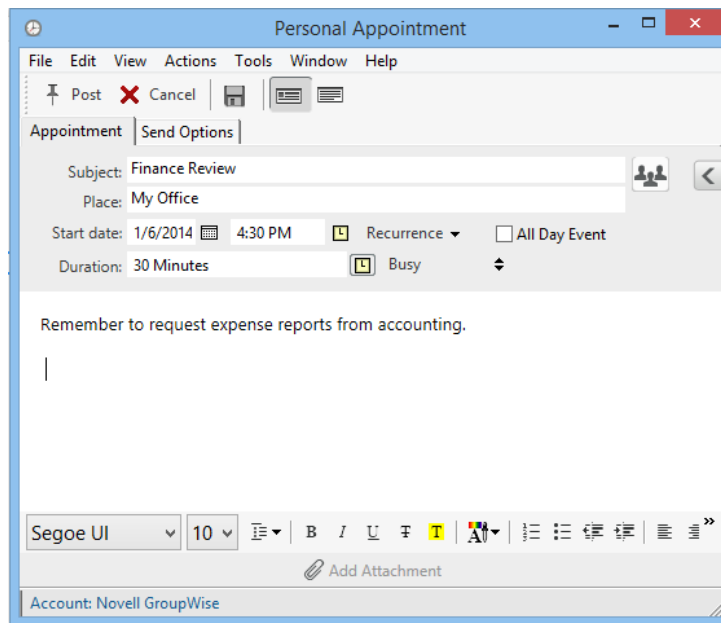 Personal Appointment
File Edit View Actions Tools Window Help
Post Cancel
Appointment Send Options
Subject: Finance Review
Place: My Office
Start date: 1/6/2014 4:30 PM Recurrence All Day Event
Duration: 30 Minutes Busy
Remember to request expense reports from accounting.
Segoe UI 10 B I U T T A »
Add Attachment
Account: Novell GroupWise